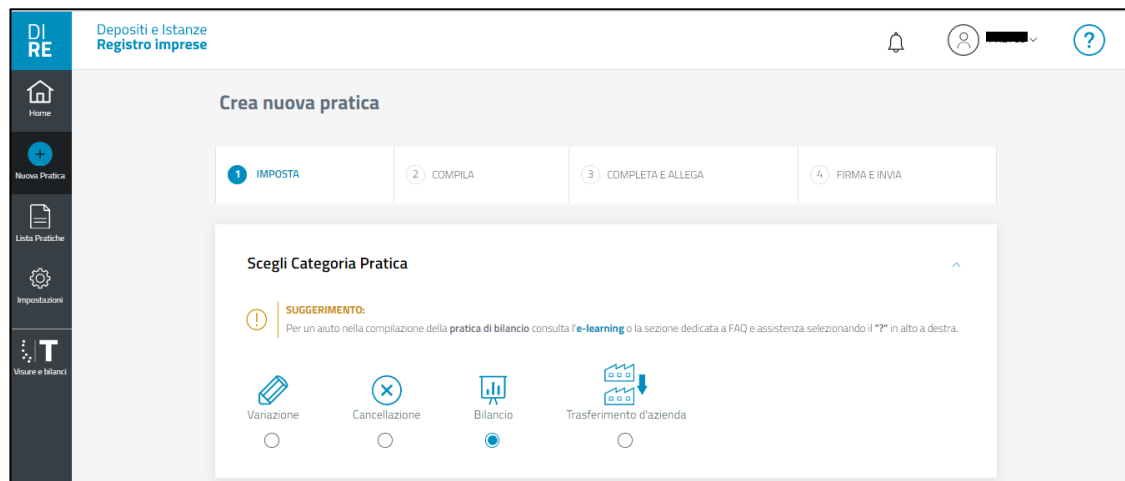 DI
RE
Depositi e Istanze
Registro imprese
?
Home
Nuova Pratica
Lista Pratiche
Impostazioni
T
Visure e bilanci
Crea nuova pratica
1 IMPOSTA
2 COMPILA
3 COMPLETA E ALLEGA
4 FIRMA E INVIA
Scegli Categoria Pratica
SUGGERIMENTO:
Per un aiuto nella compilazione della pratica di bilancio consulta l'e-learning o la sezione dedicata a FAQ e assistenza selezionando il "?" in alto a destra.
Variazione
Cancellazione
Bilancio
Trasferimento d'azienda